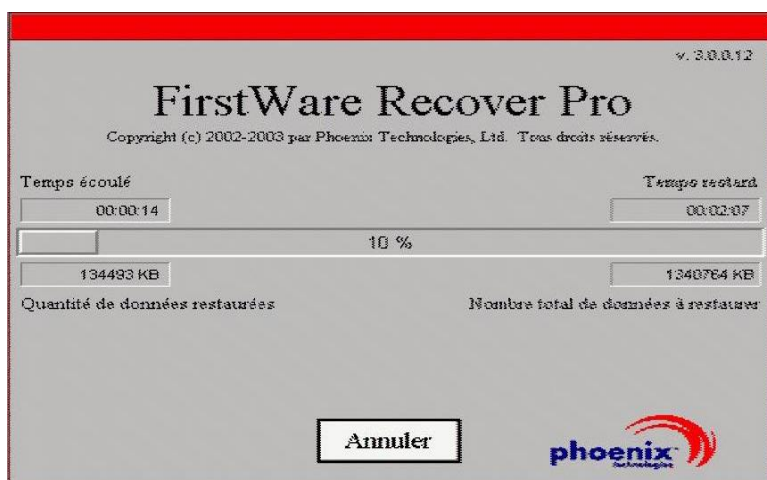 v. 3.0.0.12
FirstWare Recover Pro
Copyright (c) 2002-2003 par Phoenix Technologies, Ltd. Tous droits réservés.
Temps écoulé Temps restant
00:00:14 00:02:07
10 %
134493 KB 1340764 KB
Quantité de données restaurées Nombre total de données à restaurer
Annuler
phoenix
technologies